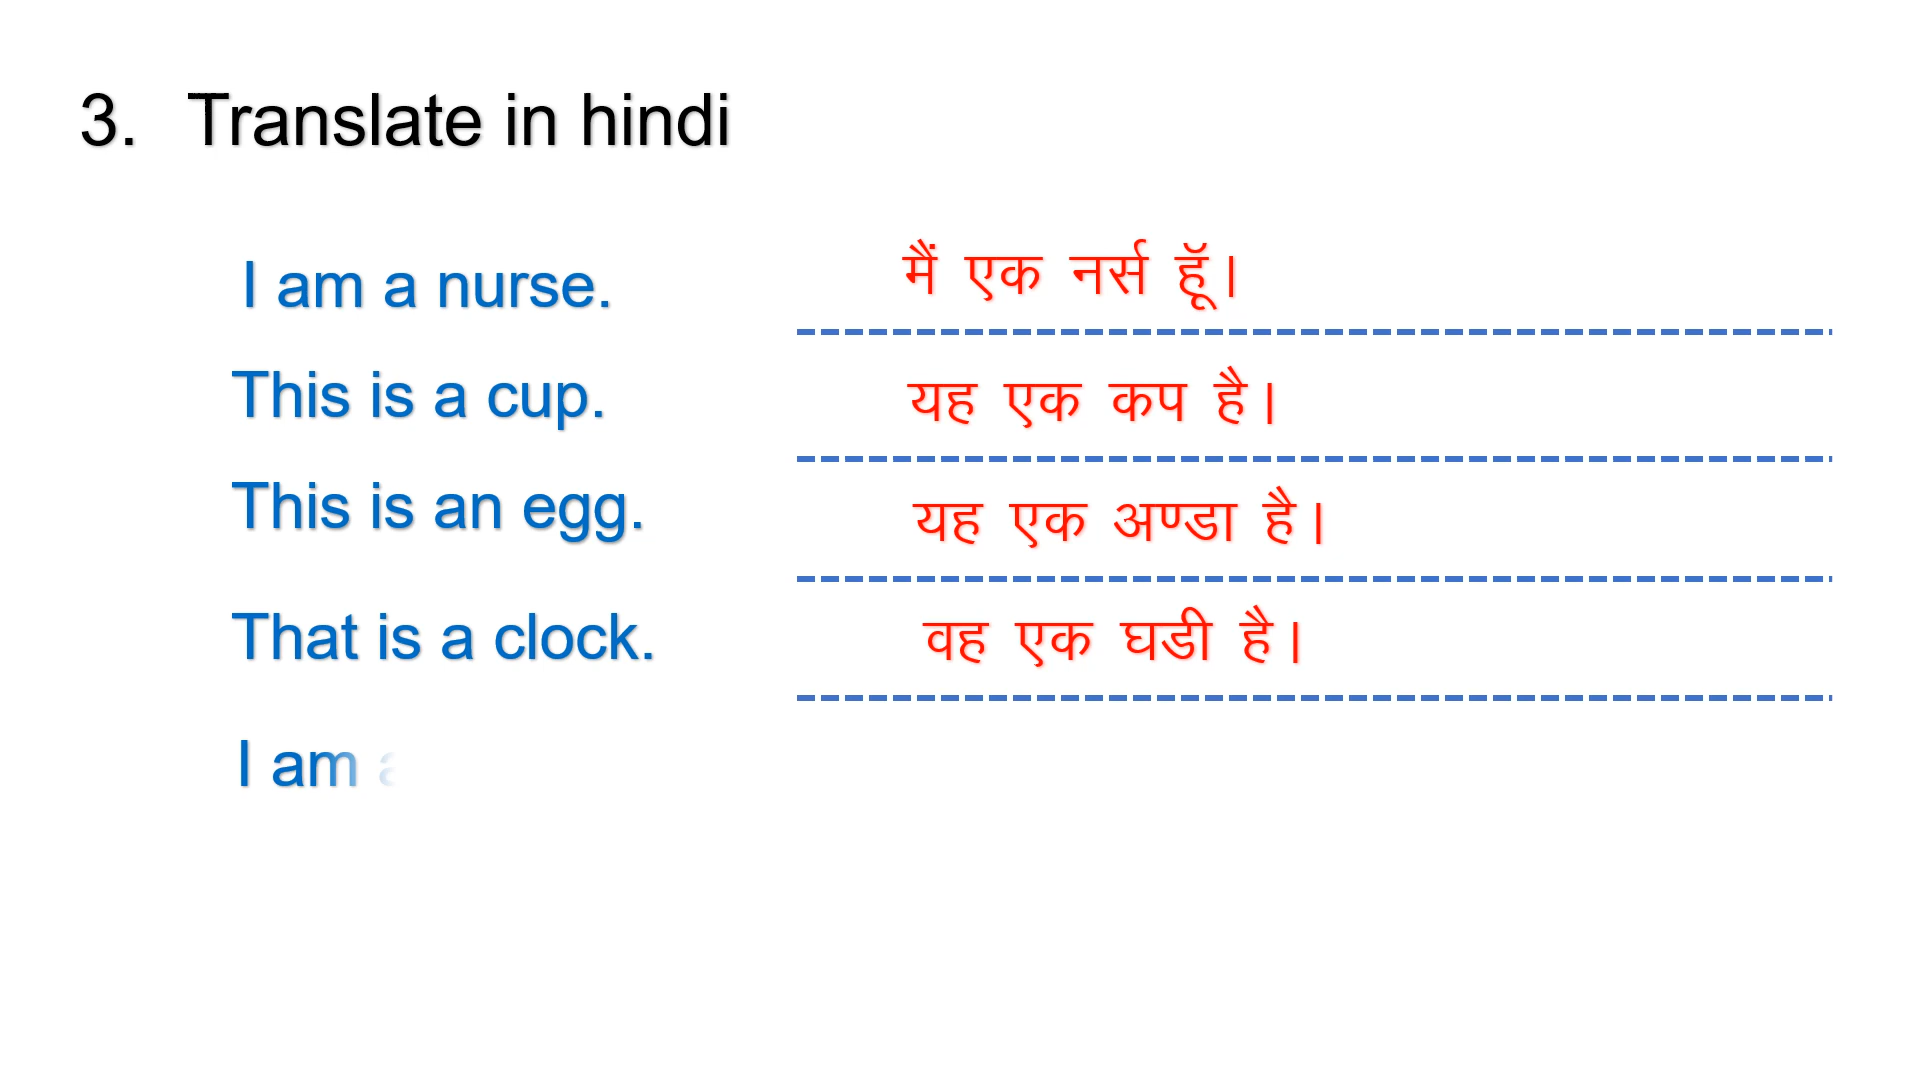 3. Translate in hindi
I am a nurse. मैं एक नर्स हूॅ।
This is a cup. यह एक कप है।
This is an egg. यह एक अण्डा है।
That is a clock. वह एक घडी है।
I am a